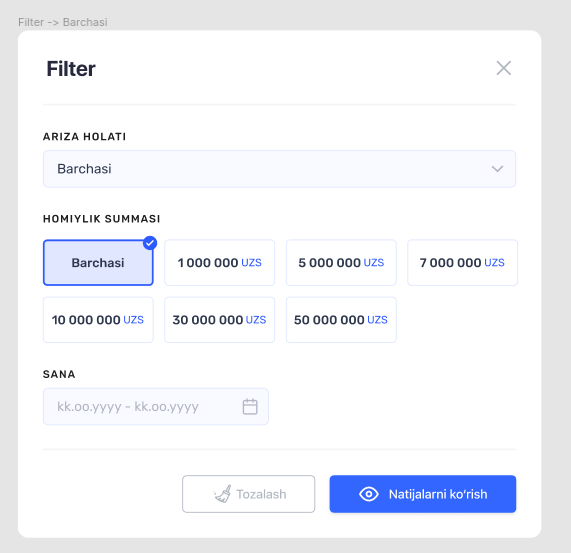 Filter -> Barchasi
Filter
ARIZA HOLATI
Barchasi
HOMIYLIK SUMMASI
Barchasi
1 000 000 UZS
5 000 000 UZS
7 000 000 UZS
10 000 000 UZS
30 000 000 UZS
50 000 000 UZS
SANA
kk.oo.yyyy - kk.oo.yyyy
Tozalash
Natijalarni ko‘rish